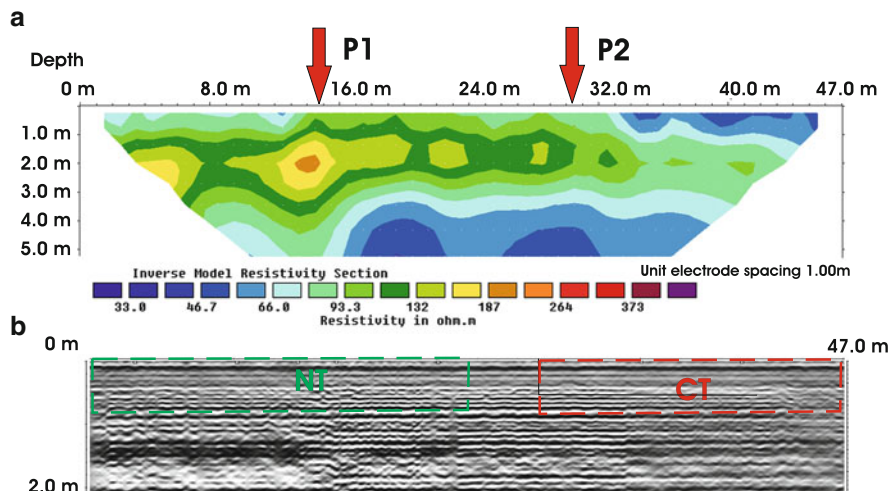 a
P1
P2
Depth
0 m
8.0 m
16.0 m
24.0 m
32.0 m
40.0 m
47.0 m
1.0 m
2.0 m
3.0 m
4.0 m
5.0 m
Inverse Model Resistivity Section
Unit electrode spacing 1.00m
33.0
46.7
66.0
93.3
132
187
264
373
Resistivity in ohm.m
b
0 m
47.0 m
NT
CT
2.0 m